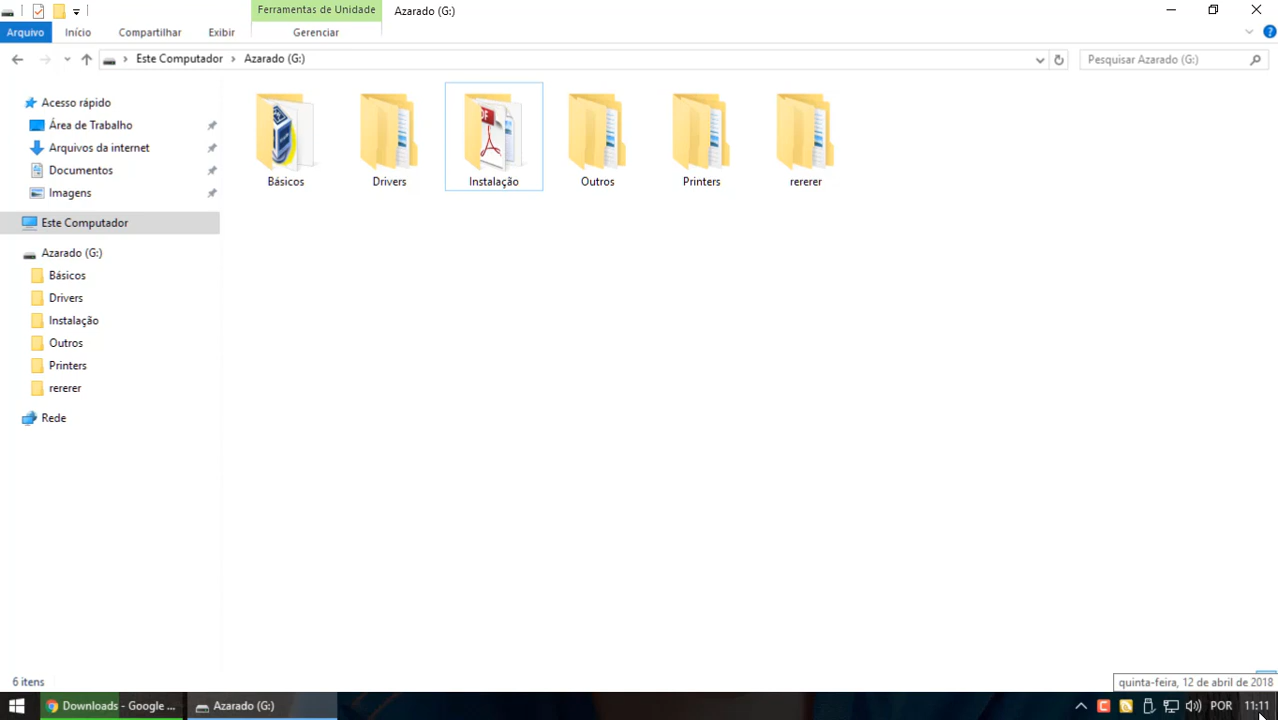 Ferramentas de Unidade
Azarado (G:)
Arquivo
Início
Compartilhar
Exibir
Gerenciar
Este Computador
Azarado (G:)
Pesquisar Azarado (G:)
Acesso rápido
Área de Trabalho
Arquivos da internet
Documentos
Imagens
Este Computador
Azarado (G:)
Básicos
Drivers
Instalação
Outros
Printers
rererer
Rede
Básicos
Drivers
Instalação
Outros
Printers
rererer
6 itens
quinta-feira, 12 de abril de 2018
Downloads - Google ...
Azarado (G:)
POR
11:11